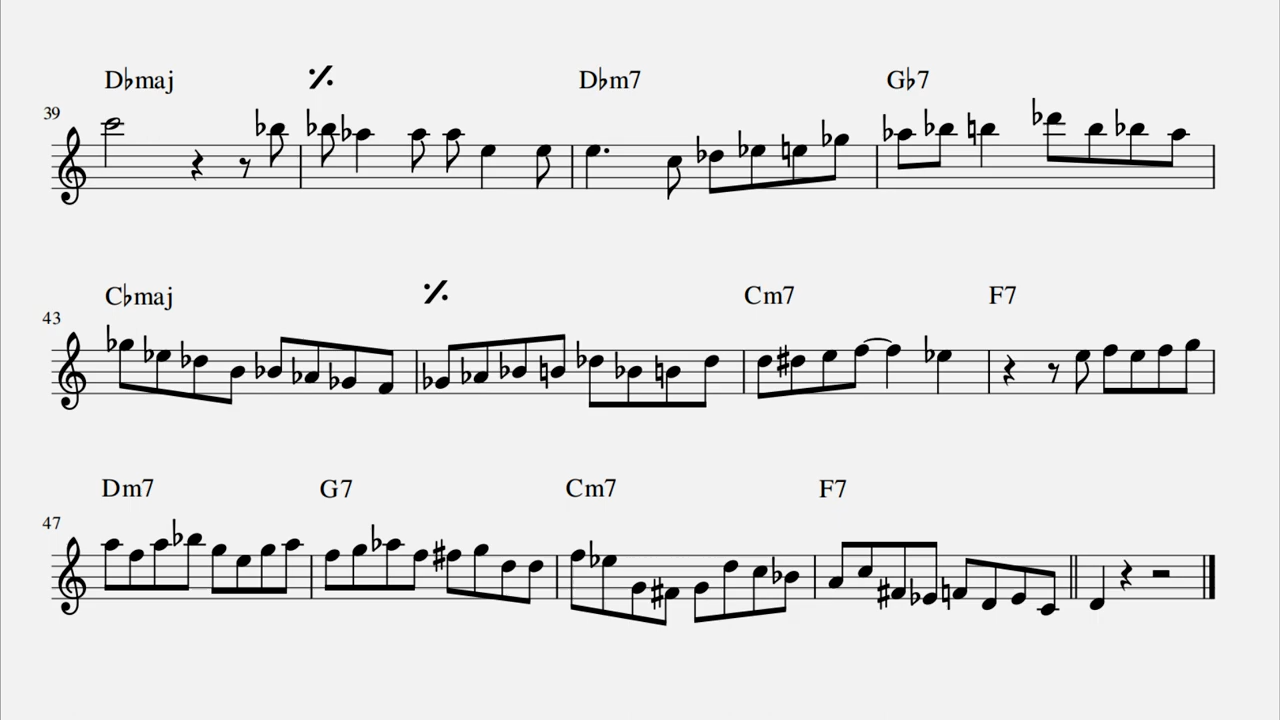 D♭maj D♭m7 G♭7
39
C♭maj Cm7 F7
43
Dm7 G7 Cm7 F7
47